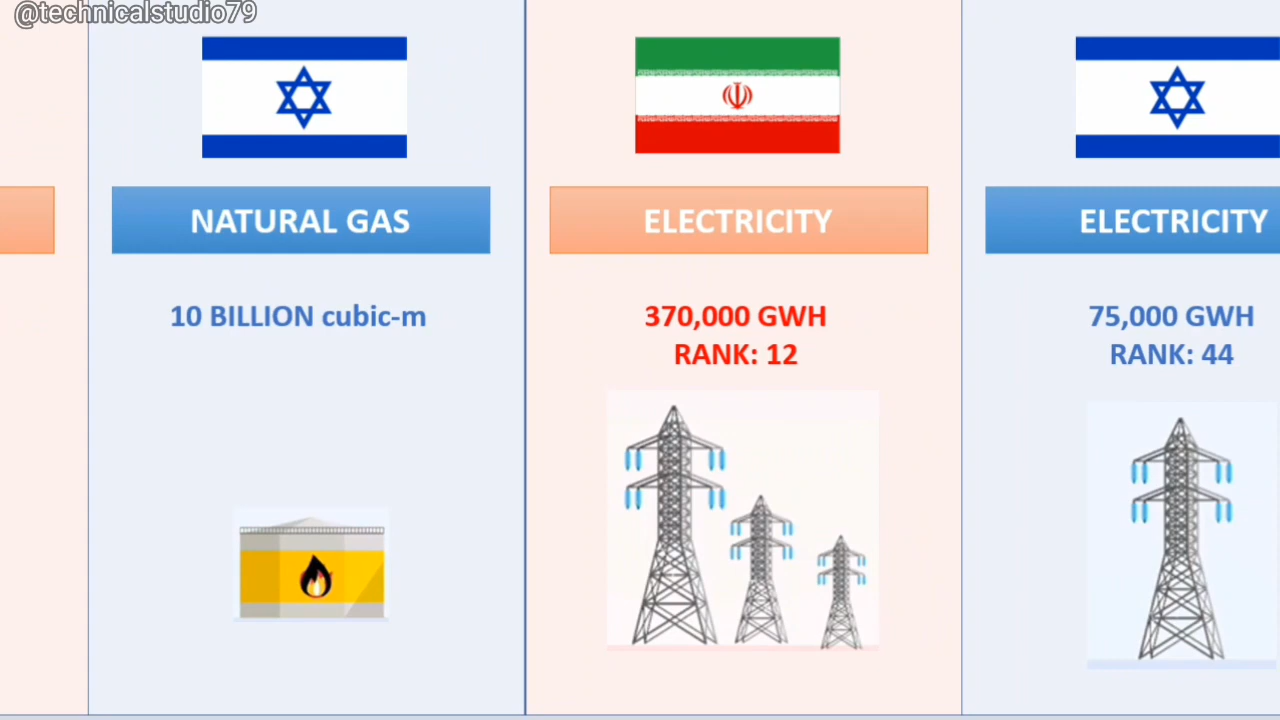 @technicalstudio79
NATURAL GAS
10 BILLION cubic-m
ELECTRICITY
370,000 GWH
RANK: 12
ELECTRICITY
75,000 GWH
RANK: 44